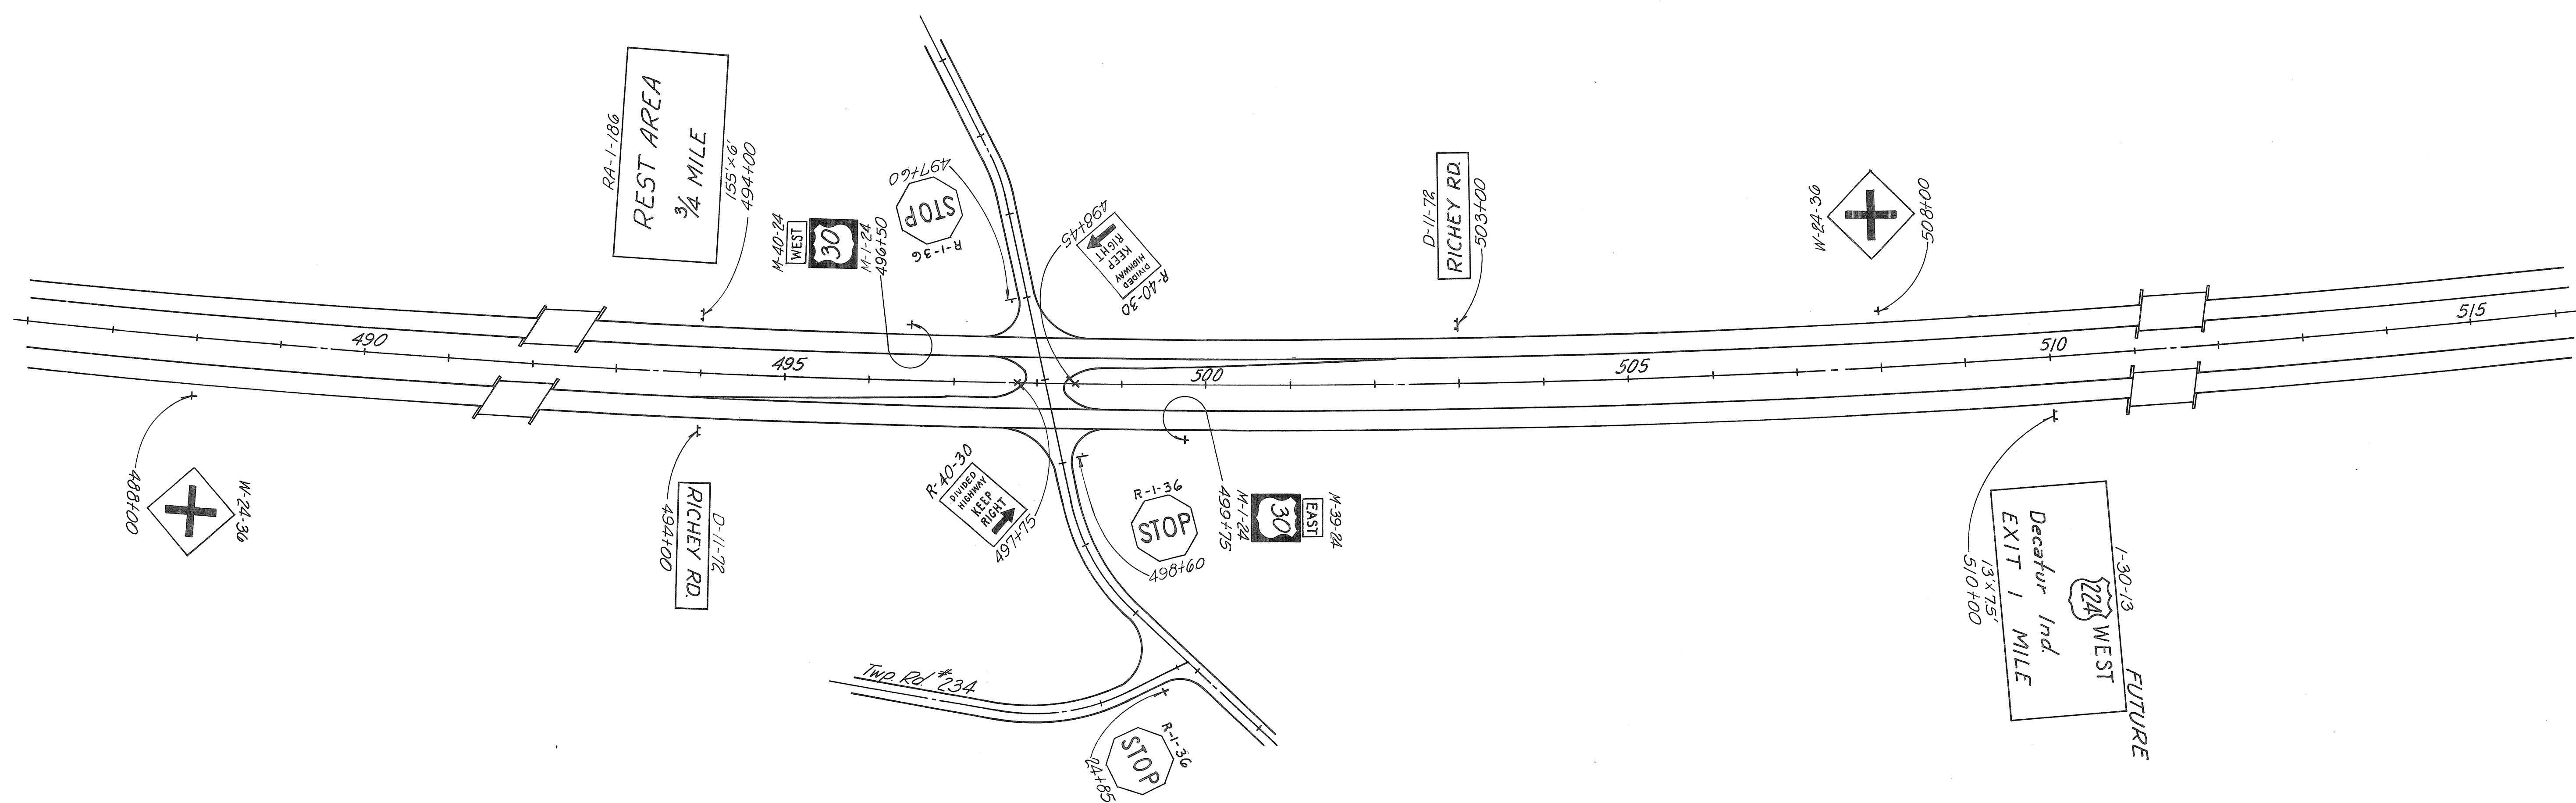 RA-1-186
REST AREA
3/4 MILE
155'x6'
494+00
M-40-24
WEST
30
M-1-24
496+50
497+60
STOP
R-1-36
498+45
DIVIDED
HIGHWAY
KEEP
RIGHT
R-40-30
D-11-72
RICHEY RD.
503+00
W-24-36
508+00
490
495
500
505
510
515
488+00
W-24-36
D-11-72
RICHEY RD.
494+00
R-40-30
DIVIDED
HIGHWAY
KEEP
RIGHT
497+75
R-1-36
STOP
498+60
M-39-24
EAST
30
M-1-24
499+75
Twp. Rd. #234
R-1-36
STOP
24+85
1-30-13
224 WEST
Decatur Ind.
EXIT 1 MILE
13'x7.5'
510+00
FUTURE